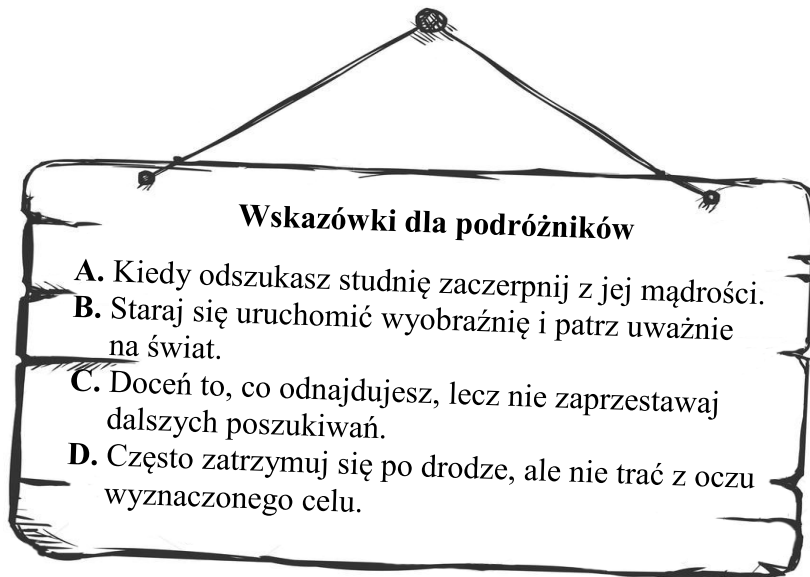 Wskazówki dla podróżników
A. Kiedy odszukasz studnię zaczerpnij z jej mądrości.
B. Staraj się uruchomić wyobraźnię i patrz uważnie
na świat.
C. Doceń to, co odnajdujesz, lecz nie zaprzestawaj
dalszych poszukiwań.
D. Często zatrzymuj się po drodze, ale nie trać z oczu
wyznaczonego celu.